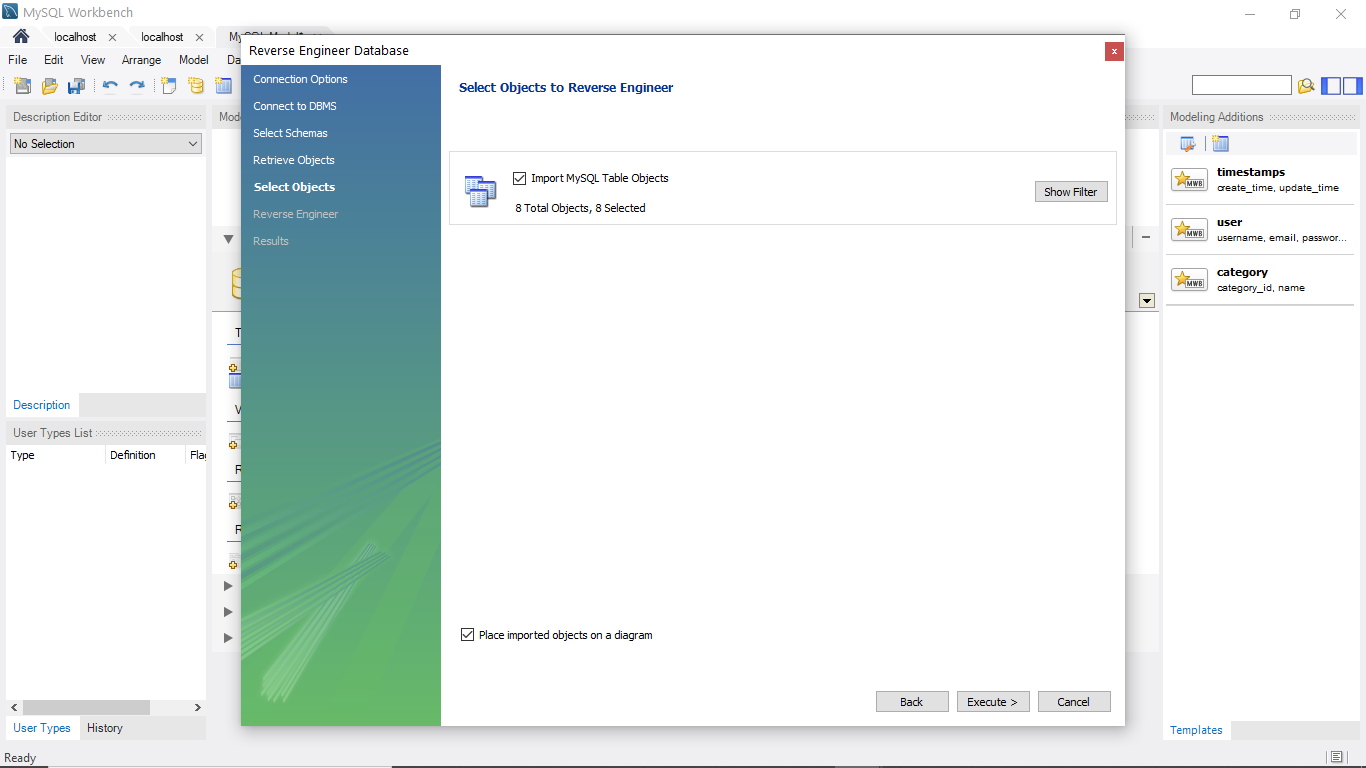 MySQL Workbench
localhost
localhost
Reverse Engineer Database
File Edit View Arrange Model
Description Editor
No Selection
Description
User Types List
Type Definition
User Types History
Ready
Connection Options
Connect to DBMS
Select Schemas
Retrieve Objects
Select Objects
Reverse Engineer
Results
Select Objects to Reverse Engineer
Import MySQL Table Objects
8 Total Objects, 8 Selected
Show Filter
Place imported objects on a diagram
Back Execute > Cancel
Modeling Additions
MWB
timestamps
create_time, update_time
MWB
user
username, email, passwor...
MWB
category
category_id, name
Templates